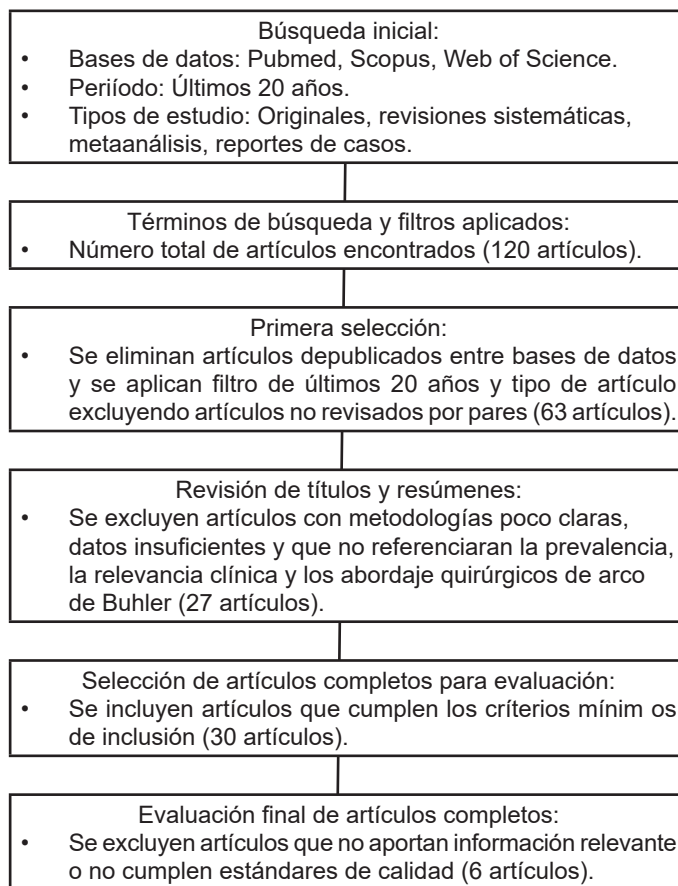 Búsqueda inicial:
• Bases de datos: Pubmed, Scopus, Web of Science.
• Periíodo: Últimos 20 años.
• Tipos de estudio: Originales, revisiones sistemáticas,
metaanálisis, reportes de casos.
Términos de búsqueda y filtros aplicados:
• Número total de artículos encontrados (120 artículos).
Primera selección:
• Se eliminan artículos depublicados entre bases de datos
y se aplican filtro de últimos 20 años y tipo de artículo
excluyendo artículos no revisados por pares (63 artículos).
Revisión de títulos y resúmenes:
• Se excluyen artículos con metodologías poco claras,
datos insuficientes y que no referenciaran la prevalencia,
la relevancia clínica y los abordaje quirúrgicos de arco
de Buhler (27 artículos).
Selección de artículos completos para evaluación:
• Se incluyen artículos que cumplen los críterios mínim os
de inclusión (30 artículos).
Evaluación final de artículos completos:
• Se excluyen artículos que no aportan información relevante
o no cumplen estándares de calidad (6 artículos).